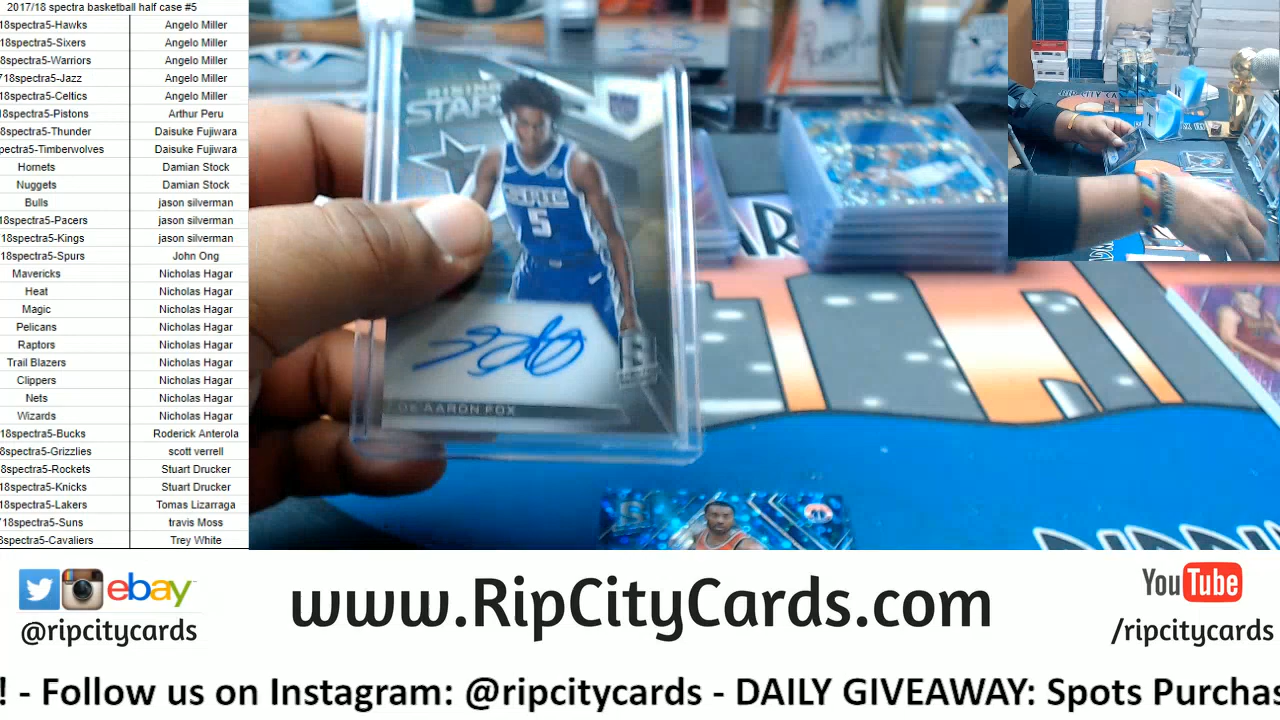 2017/18 spectra basketball half case #5
18spectra5-Hawks Angelo Miller
18spectra5-Sixers Angelo Miller
8spectra5-Warriors Angelo Miller
18spectra5-Jazz Angelo Miller
18spectra5-Celtics Angelo Miller
18spectra5-Pistons Arthur Peru
8spectra5-Thunder Daisuke Fujiwara
pectra5-Timberwolves Daisuke Fujiwara
Hornets Damian Stock
Nuggets Damian Stock
Bulls jason silverman
8spectra5-Pacers jason silverman
18spectra5-Kings jason silverman
18spectra5-Spurs John Ong
Mavericks Nicholas Hagar
Heat Nicholas Hagar
Magic Nicholas Hagar
Pelicans Nicholas Hagar
Raptors Nicholas Hagar
Trail Blazers Nicholas Hagar
Clippers Nicholas Hagar
Nets Nicholas Hagar
Wizards Nicholas Hagar
18spectra5-Bucks Roderick Anterola
8spectra5-Grizzlies scott verrell
8spectra5-Rockets Stuart Drucker
18spectra5-Knicks Stuart Drucker
18spectra5-Lakers Tomas Lizarraga
18spectra5-Suns travis Moss
8spectra5-Cavaliers Trey White
RISING
STARS
5
DE'AARON FOX
ebay
@ripcitycards
www.RipCityCards.com
YouTube
/ripcitycards
! - Follow us on Instagram: @ripcitycards - DAILY GIVEAWAY: Spots Purchas